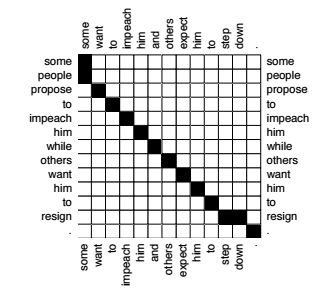 some want to impeach him and others expect him to step down .
some some
people people
propose propose
to to
impeach impeach
him him
while while
others others
want want
him him
to to
resign resign
. .
some want to impeach him and others expect him to step down .